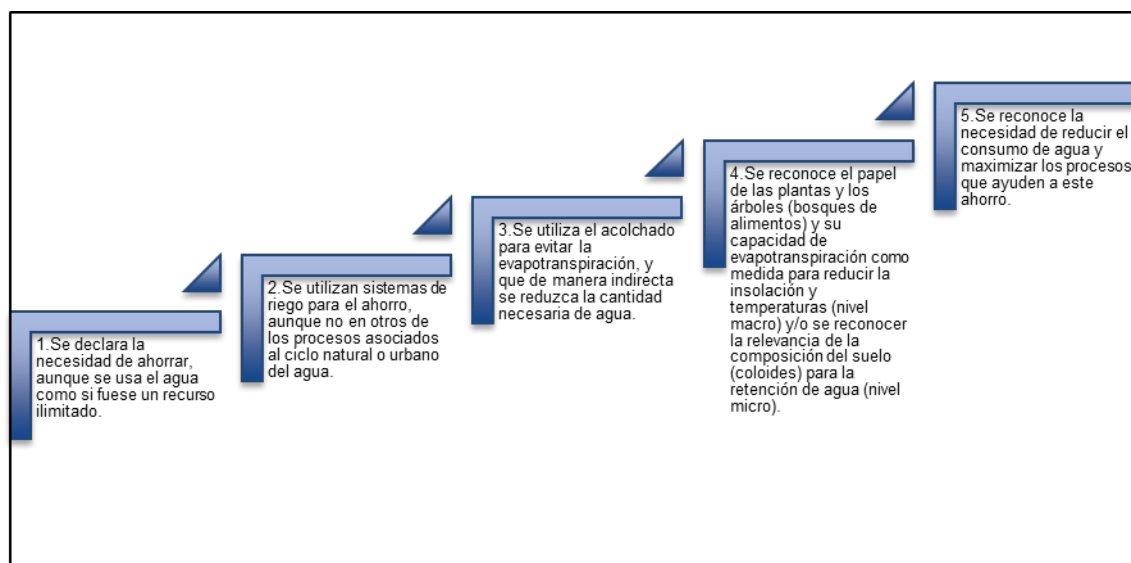 1.Se declara la
necesidad de ahorrar,
aunque se usa el agua
como si fuese un recurso
ilimitado.
2.Se utilizan sistemas de
riego para el ahorro,
aunque no en otros de
los procesos asociados
al ciclo natural o urbano
del agua.
3.Se utiliza el acolchado
para evitar la
evapotranspiración, y
que de manera indirecta
se reduzca la cantidad
necesaria de agua.
4.Se reconoce el papel
de las plantas y los
árboles (bosques de
alimentos) y su
capacidad de
evapotranspiración como
medida para reducir la
insolación y
temperaturas (nivel
macro) y/o se reconocer
la relevancia de la
composición del suelo
(coloides) para la
retención de agua (nivel
micro).
5.Se reconoce la
necesidad de reducir el
consumo de agua y
maximizar los procesos
que ayuden a este
ahorro.